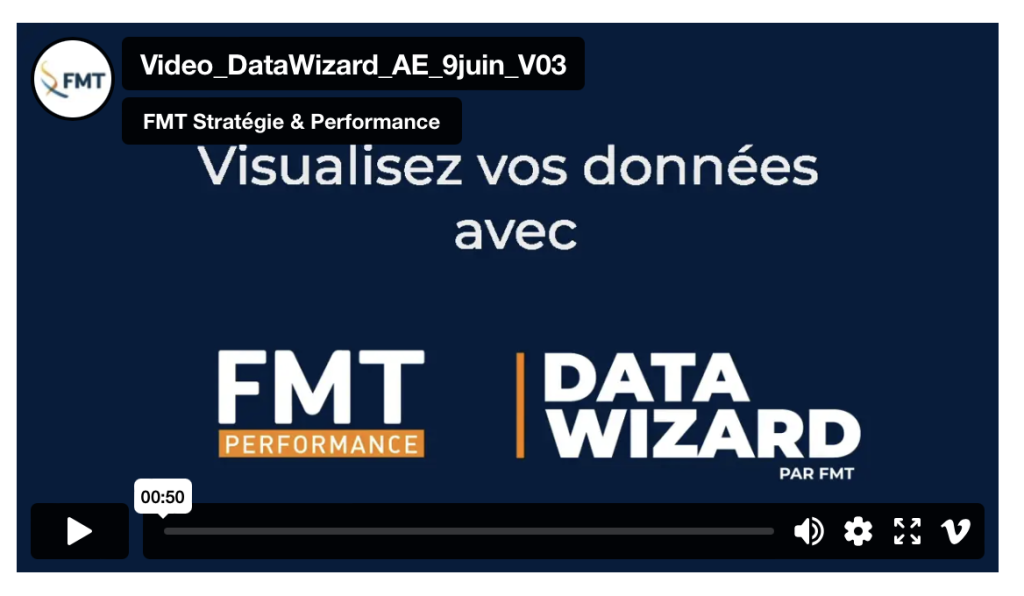 FMT
Video_DataWizard_AE_9juin_V03
FMT Stratégie & Performance
Visualisez vos données
avec
FMT
PERFORMANCE
DATA
WIZARD
PAR FMT
00:50